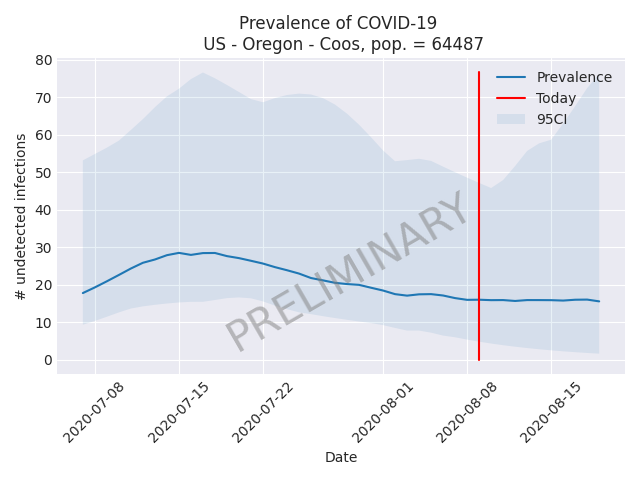 Prevalence of COVID-19
US - Oregon - Coos, pop. = 64487
80
70
60
50
40
30
20
10
0
# undetected infections
Prevalence
Today
95CI
PRELIMINARY
2020-07-08
2020-07-15
2020-07-22
2020-08-01
2020-08-08
2020-08-15
Date